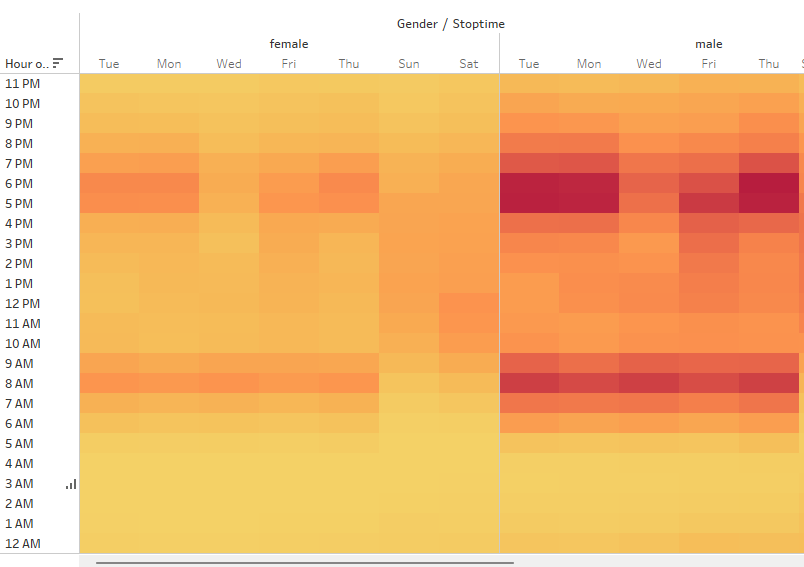 Gender / Stoptime
female male
Hour o.. Tue Mon Wed Fri Thu Sun Sat Tue Mon Wed Fri Thu S
11 PM
10 PM
9 PM
8 PM
7 PM
6 PM
5 PM
4 PM
3 PM
2 PM
1 PM
12 PM
11 AM
10 AM
9 AM
8 AM
7 AM
6 AM
5 AM
4 AM
3 AM
2 AM
1 AM
12 AM